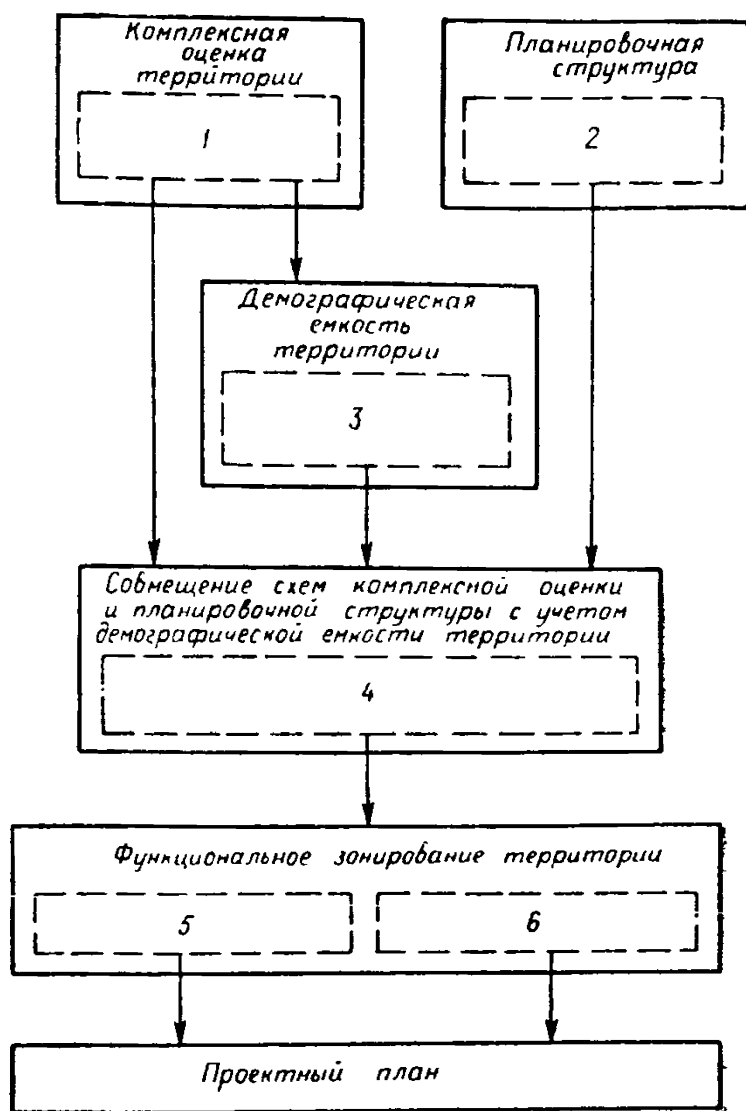 Комплексная
оценка
территории
1
Планировочная
структура
2
Демографическая
емкость
территории
3
Совмещение схем комплексной оценки
и планировочной структуры с учетом
демографической емкости территории
4
Функциональное зонирование территории
5
6
Проектный план